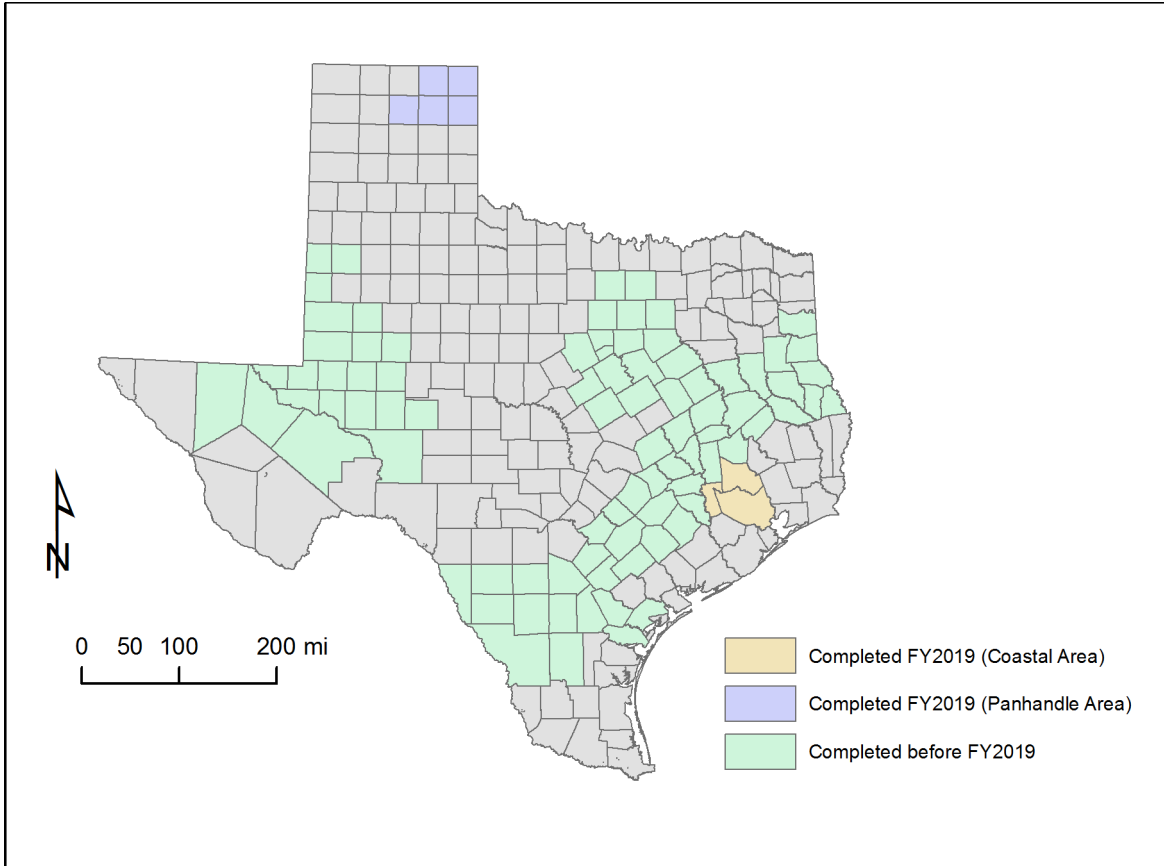 N
0 50 100 200 mi
Completed FY2019 (Coastal Area)
Completed FY2019 (Panhandle Area)
Completed before FY2019